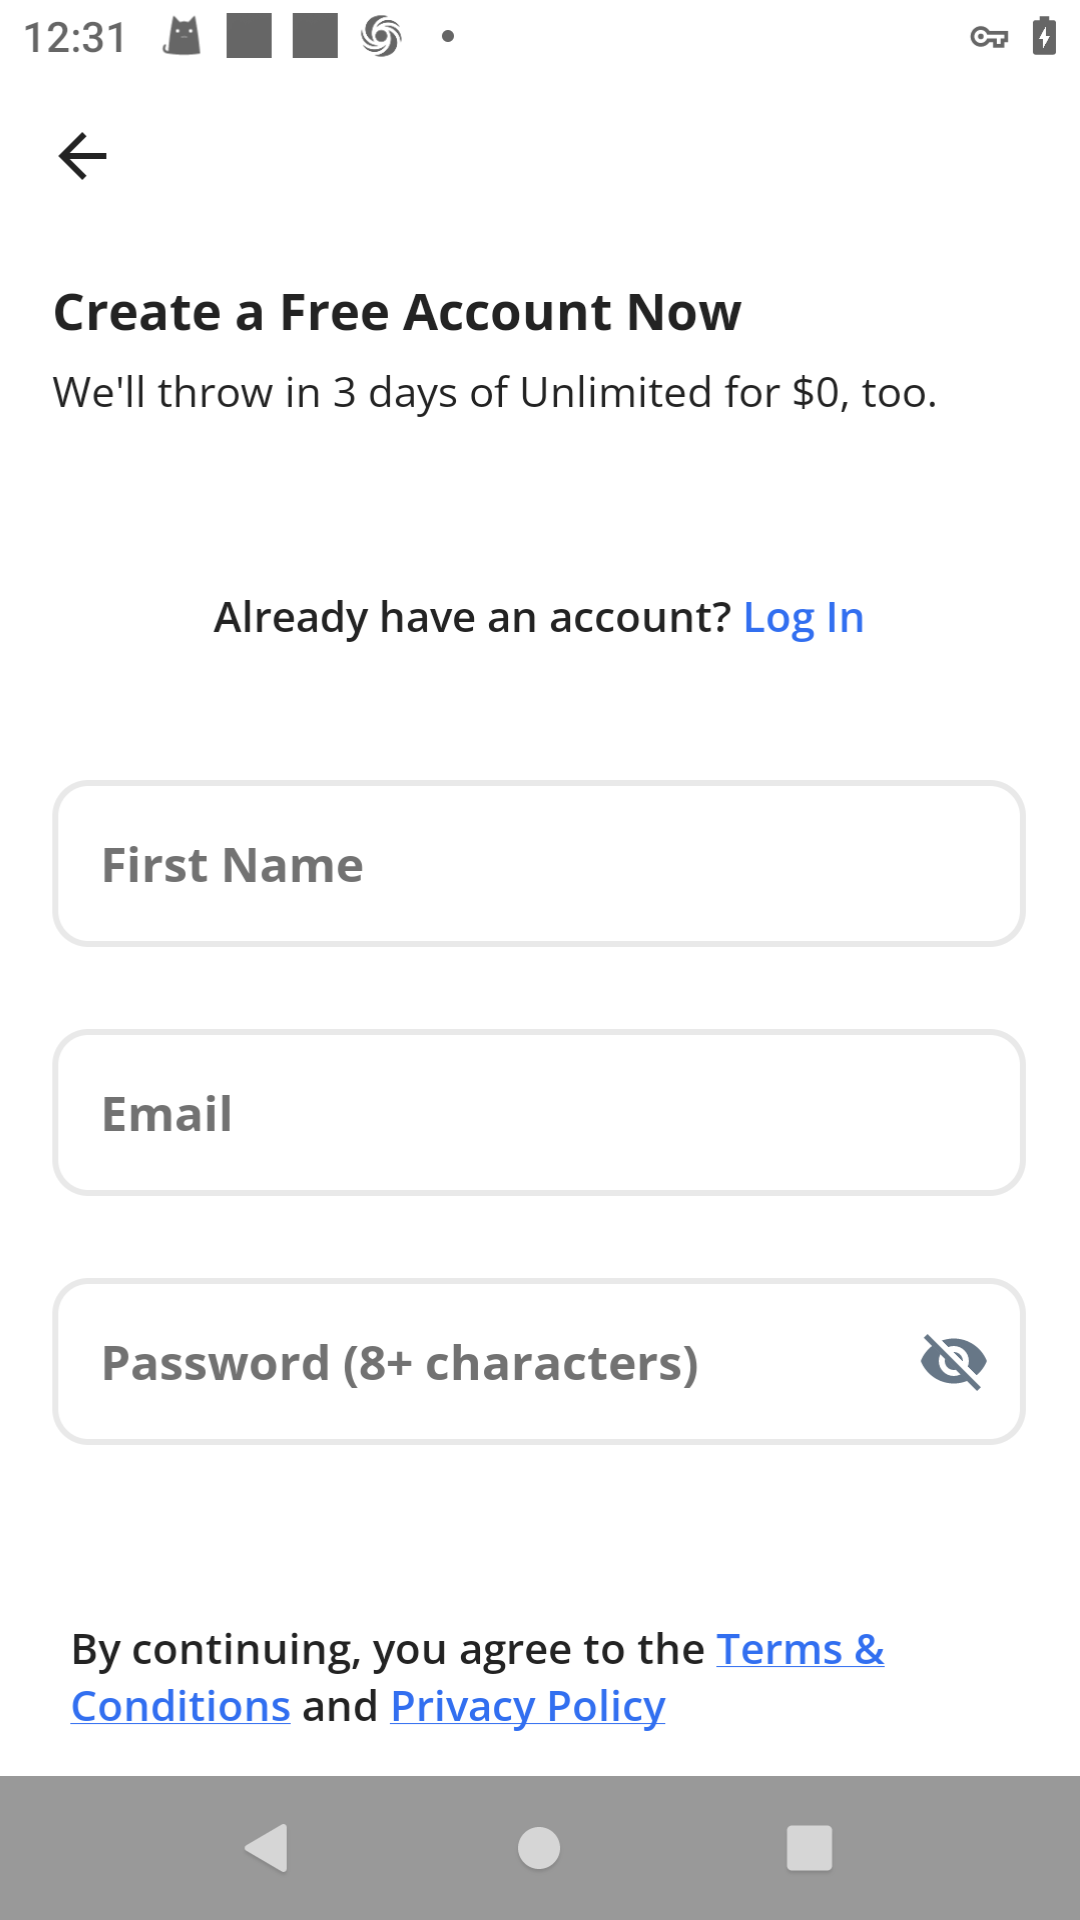 12:31
Create a Free Account Now
We'll throw in 3 days of Unlimited for $0, too.
Already have an account? Log In
First Name
Email
Password (8+ characters)
By continuing, you agree to the Terms &
Conditions and Privacy Policy